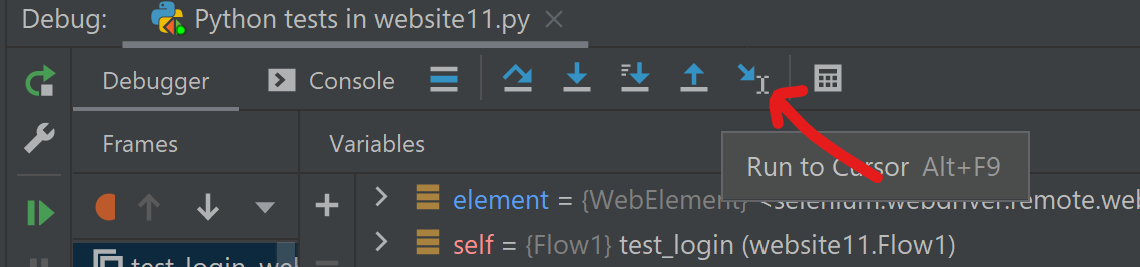 Debug: Python tests in website11.py
Debugger Console
Frames Variables
Run to Cursor Alt+F9
element = {WebElement} <selenium.webdriver.remote.web
self = {Flow1} test_login (website11.Flow1)
test_login